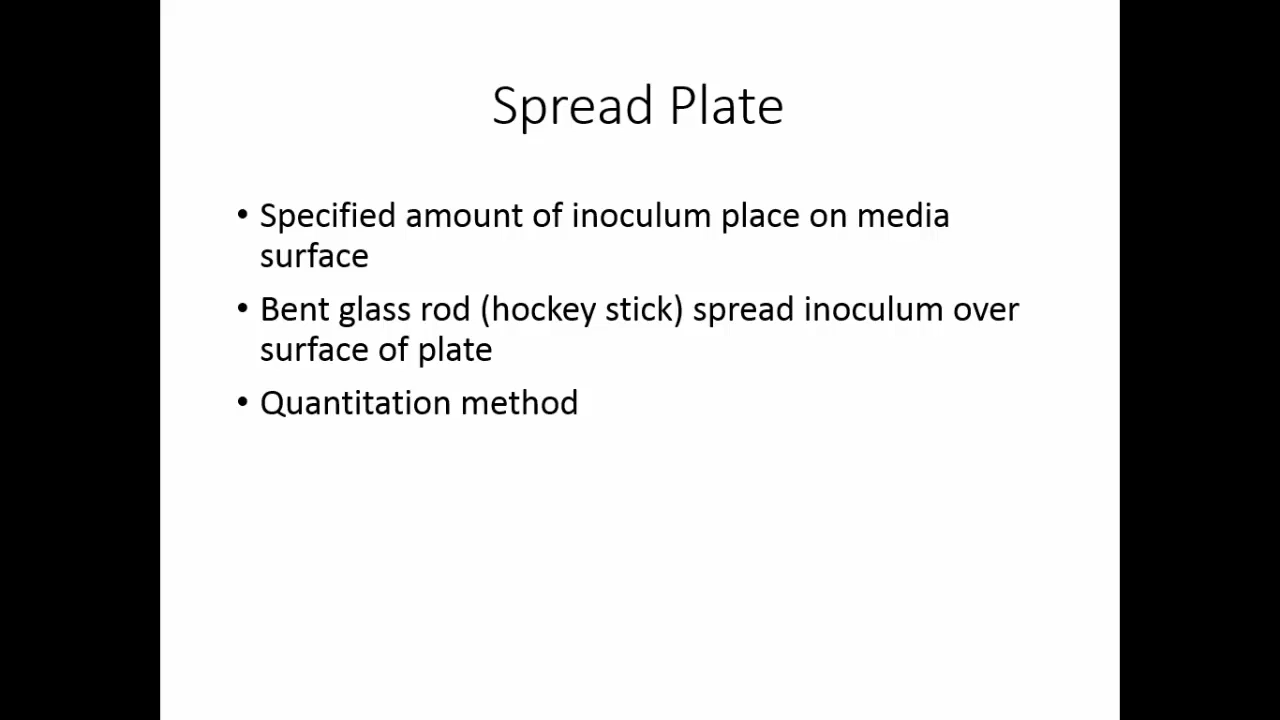 Spread Plate
• Specified amount of inoculum place on media
surface
• Bent glass rod (hockey stick) spread inoculum over
surface of plate
• Quantitation method